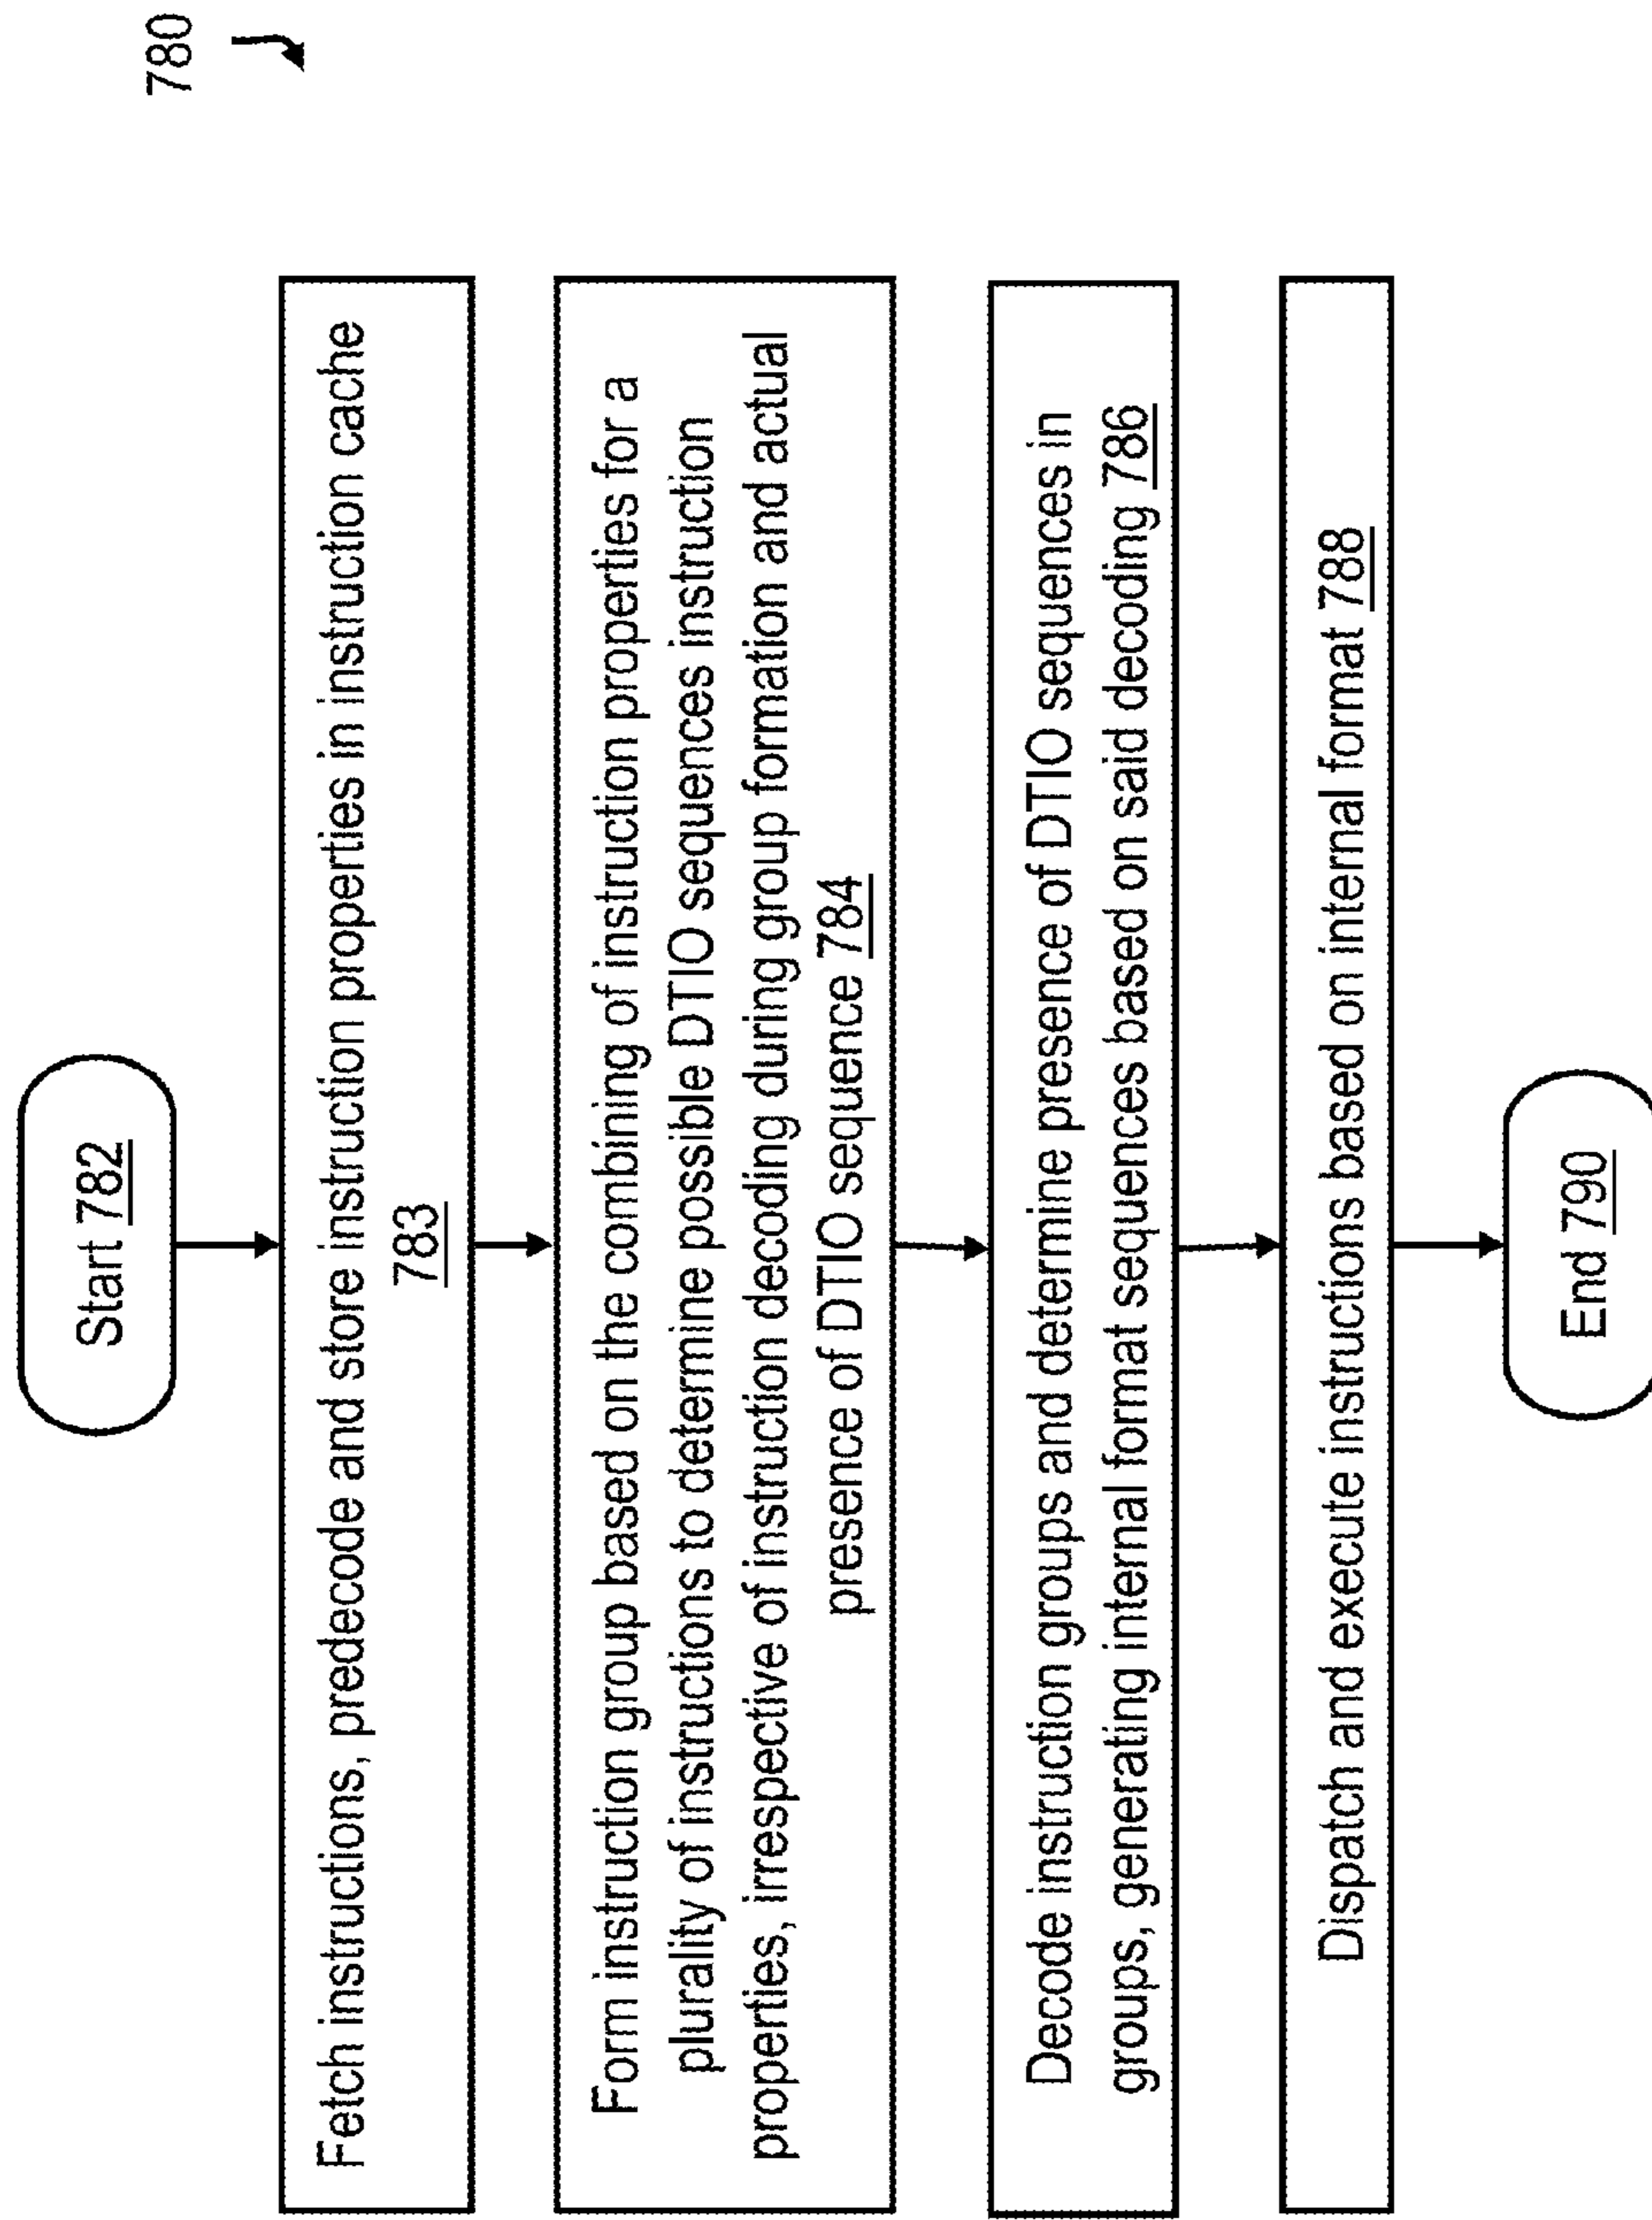 780
Start 782
Fetch instructions, predecode and store instruction properties in instruction cache
783
Form instruction group based on the combining of instruction properties for a
plurality of instructions to determine possible DTIO sequences instruction
properties, irrespective of instruction decoding during group formation and actual
presence of DTIO sequence 784
Decode instruction groups and determine presence of DTIO sequences in
groups, generating internal format sequences based on said decoding 786
Dispatch and execute instructions based on internal format 788
End 790